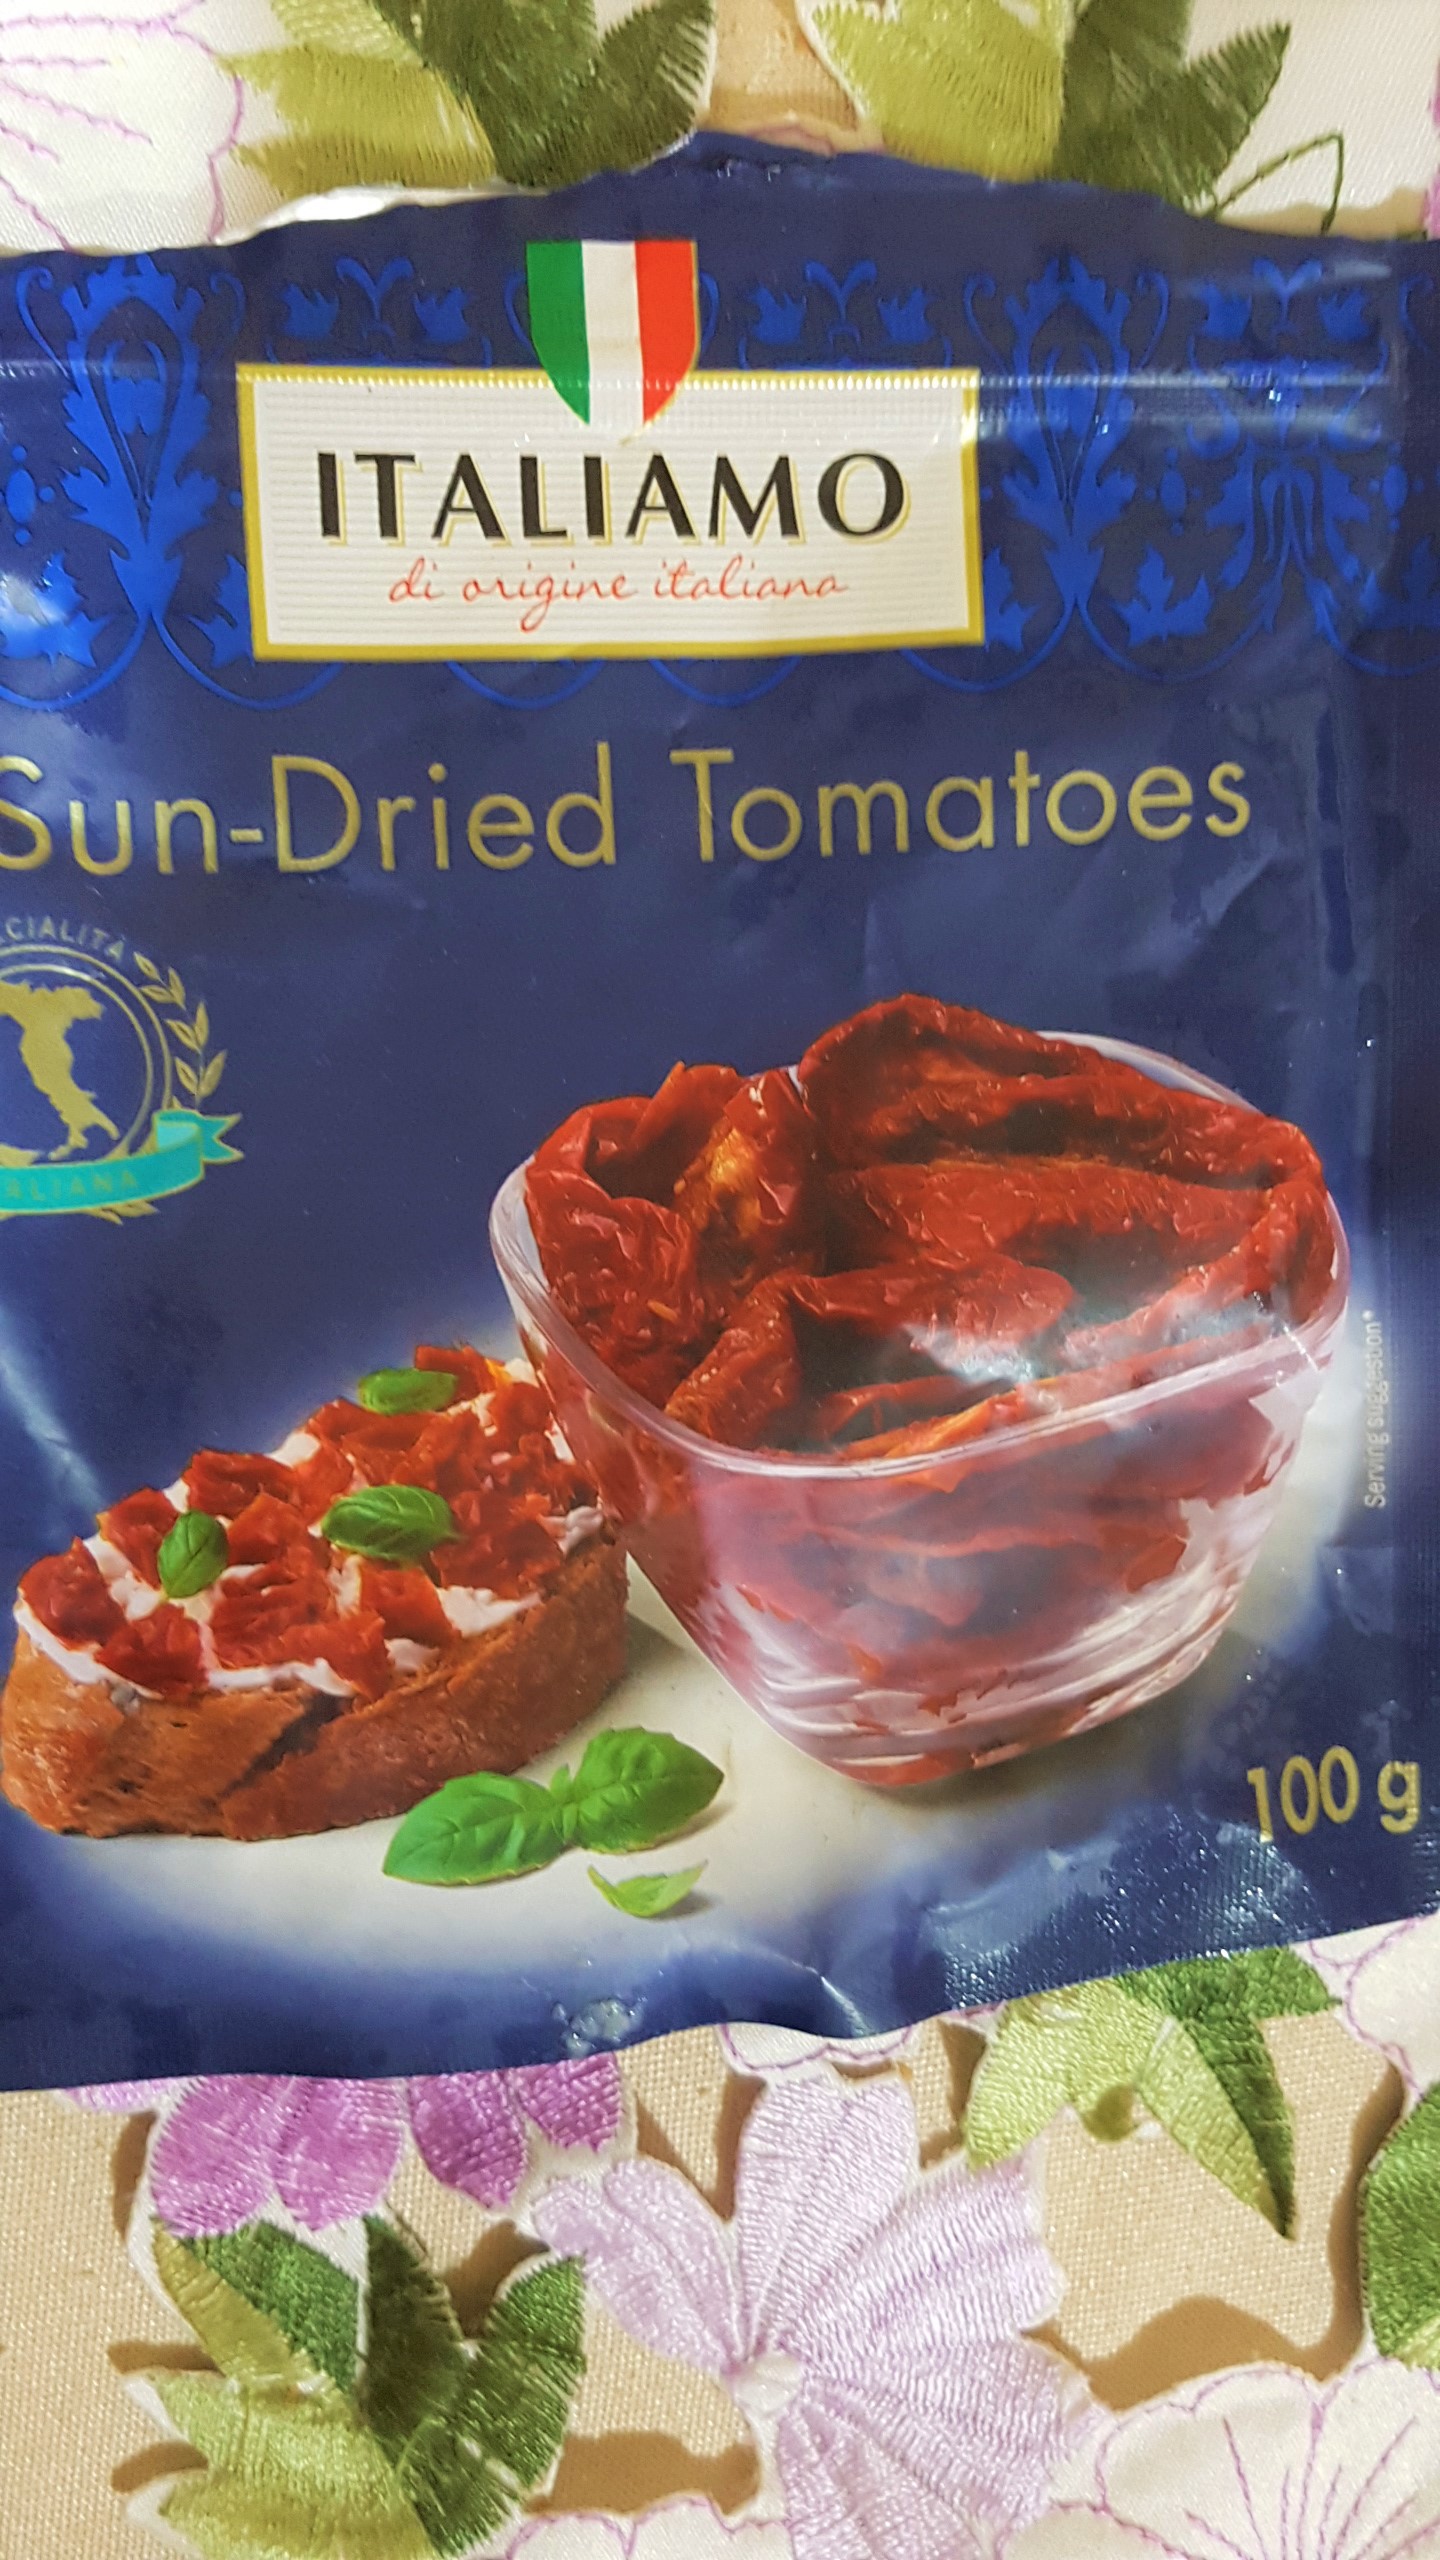 ITALIAMO
di origine italiana
Sun-Dried Tomatoes
Serving suggestion*
100 g